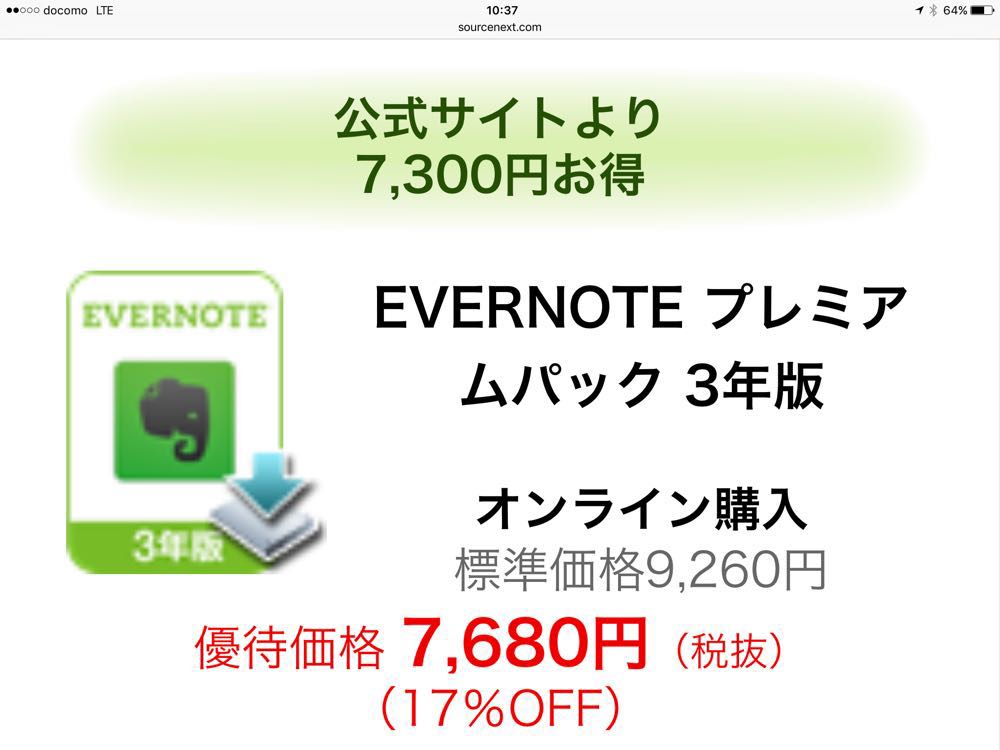 docomo LTE 10:37 64%
sourcenext.com
公式サイトより
7,300円お得
EVERNOTE
3年版
EVERNOTE プレミア
ムパック 3年版
オンライン購入
標準価格9,260円
優待価格 7,680円（税抜）
（17%OFF）